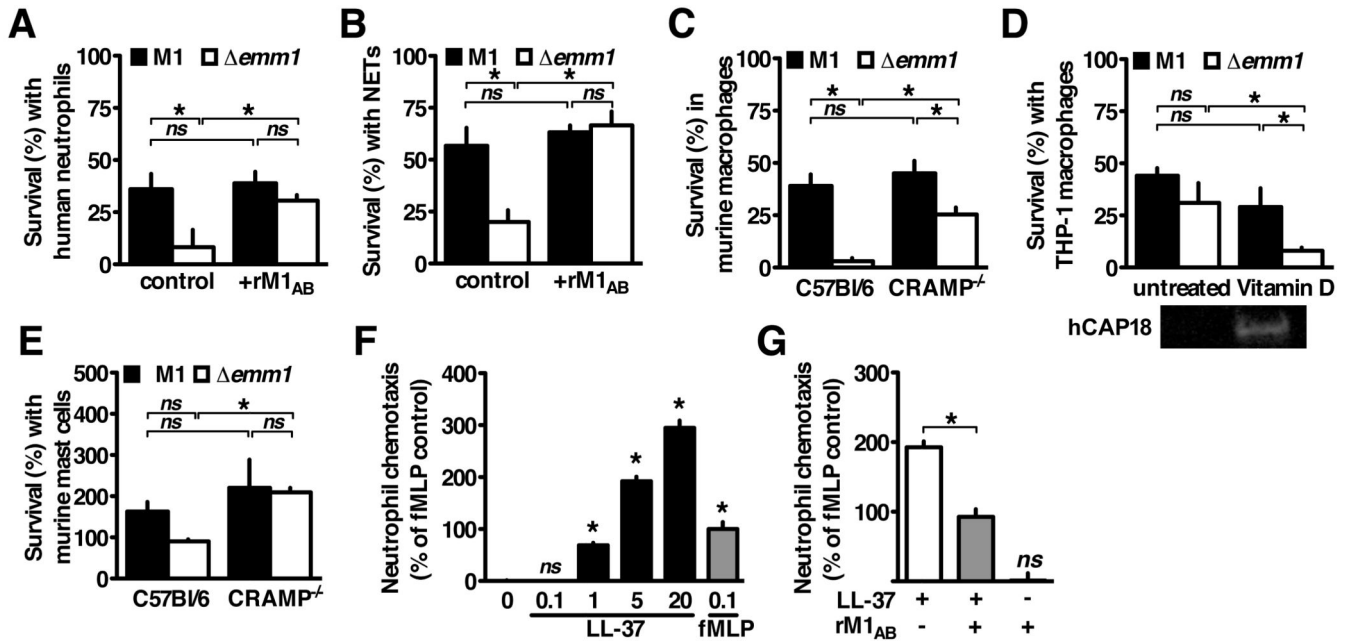 A
Survival (%) with
human neutrophils
100
75
50
25
0
M1 Δemm1
*
*
ns
ns
control +rM1AB
B
Survival (%) with NETs
100
75
50
25
0
M1 Δemm1
*
*
ns
ns
control +rM1AB
C
Survival (%) in
murine macrophages
100
75
50
25
0
M1 Δemm1
*
*
ns
*
C57Bl/6 CRAMP-/-
D
Survival (%) with
THP-1 macrophages
100
75
50
25
0
M1 Δemm1
ns
*
ns
*
untreated Vitamin D
hCAP18
E
Survival (%) with
murine mast cells
500
400
300
200
100
0
M1 Δemm1
ns
*
ns
ns
C57Bl/6 CRAMP-/-
F
Neutrophil chemotaxis
(% of fMLP control)
400
300
200
100
0
ns
*
*
*
*
0 0.1 1 5 20 0.1
LL-37 fMLP
G
Neutrophil chemotaxis
(% of fMLP control)
300
200
100
*
ns
LL-37 + + -
rM1AB - + +